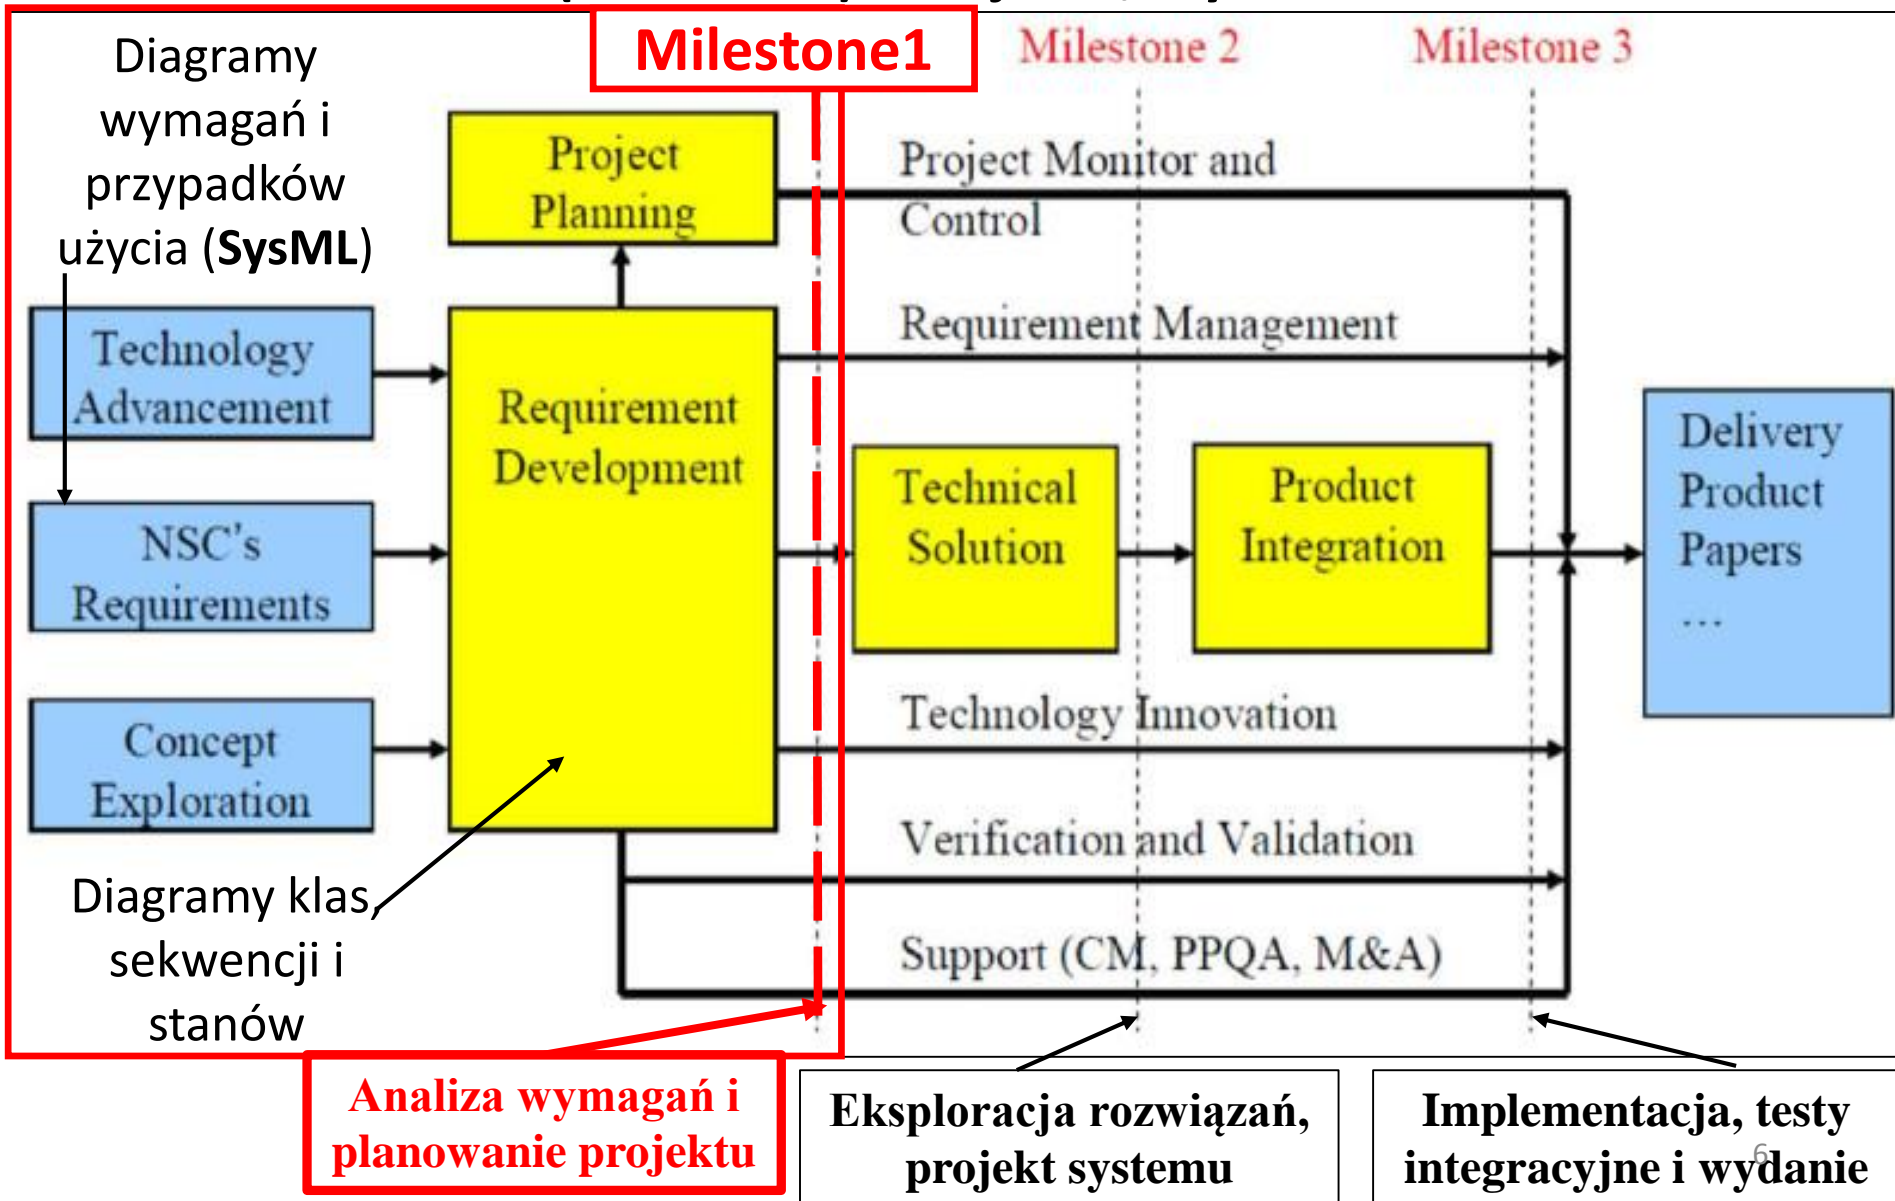 Milestone1
Milestone 2
Milestone 3
Diagramy
wymagań i
przypadków
użycia (SysML)
Project
Planning
Project Monitor and
Control
Technology
Advancement
Requirement
Development
Requirement Management
NSC's
Requirements
Technical
Solution
Product
Integration
Delivery
Product
Papers
...
Concept
Exploration
Technology Innovation
Verification and Validation
Diagramy klas,
sekwencji i
stanów
Support (CM, PPQA, M&A)
Analiza wymagań i
planowanie projektu
Eksploracja rozwiązań,
projekt systemu
Implementacja, testy
integracyjne i wydanie
6